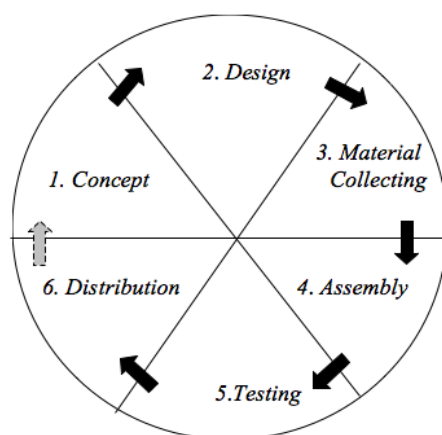 1. Concept
2. Design
3. Material
Collecting
4. Assembly
5.Testing
6. Distribution